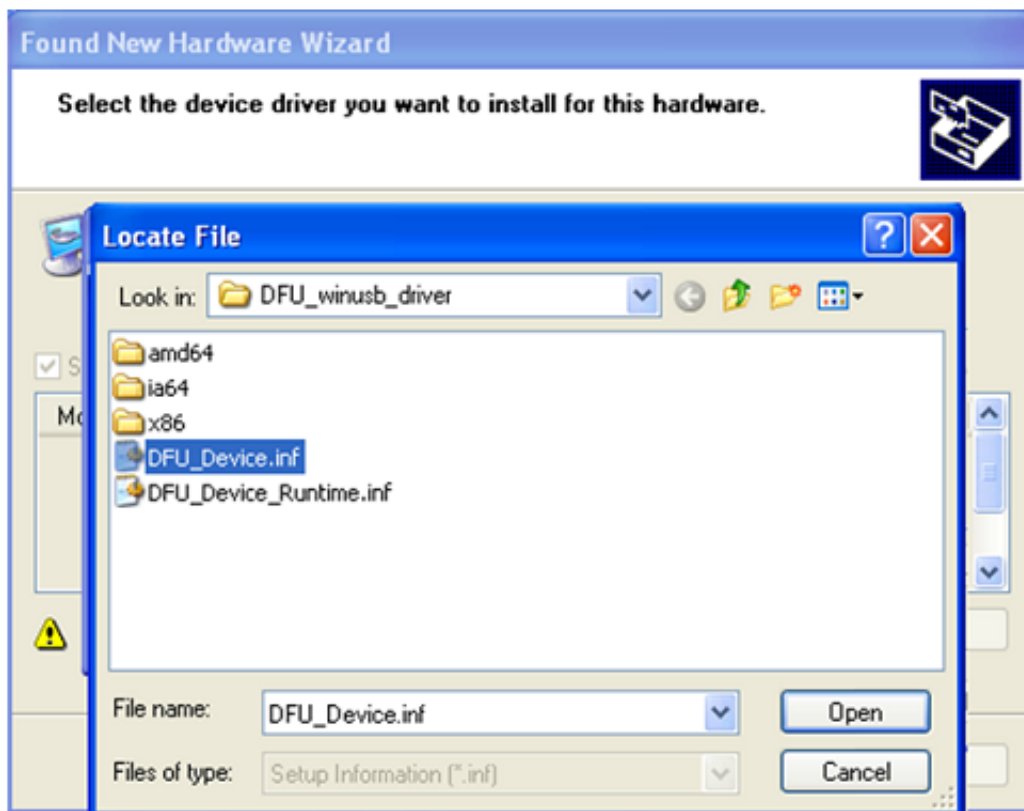 Found New Hardware Wizard
Select the device driver you want to install for this hardware.
Locate File
Look in: DFU_winusb_driver
amd64
ia64
x86
DFU_Device.inf
DFU_Device_Runtime.inf
File name: DFU_Device.inf Open
Files of type: Setup Information (*.inf) Cancel